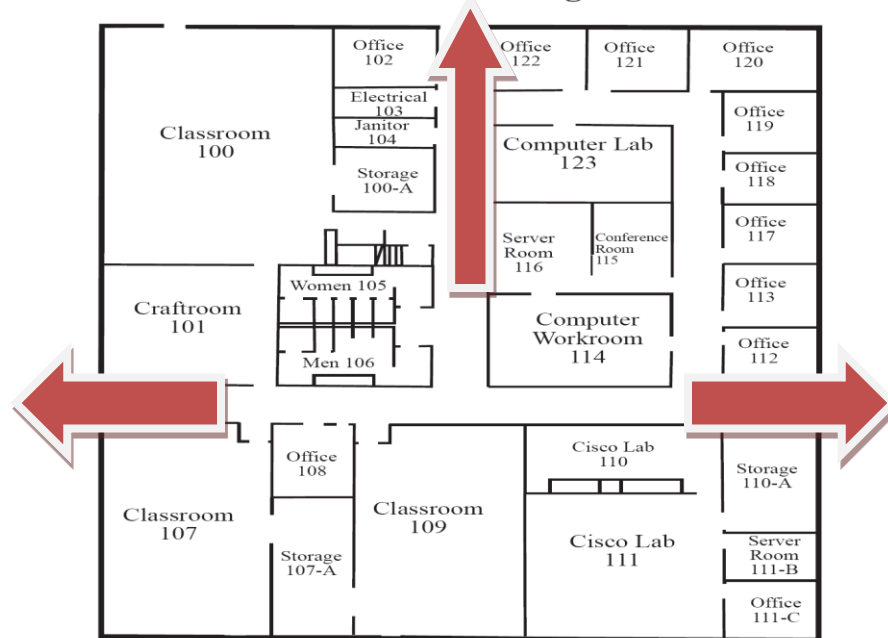 Office
102
Office
122
Office
121
Office
120
Electrical
103
Janitor
104
Classroom
100
Storage
100-A
Computer Lab
123
Office
119
Office
118
Office
117
Server
Room
116
Conference
Room
115
Women 105
Craftroom
101
Office
113
Computer
Workroom
114
Office
112
Men 106
Office
108
Cisco Lab
110
Storage
110-A
Classroom
107
Classroom
109
Storage
107-A
Cisco Lab
111
Server
Room
111-B
Office
111-C